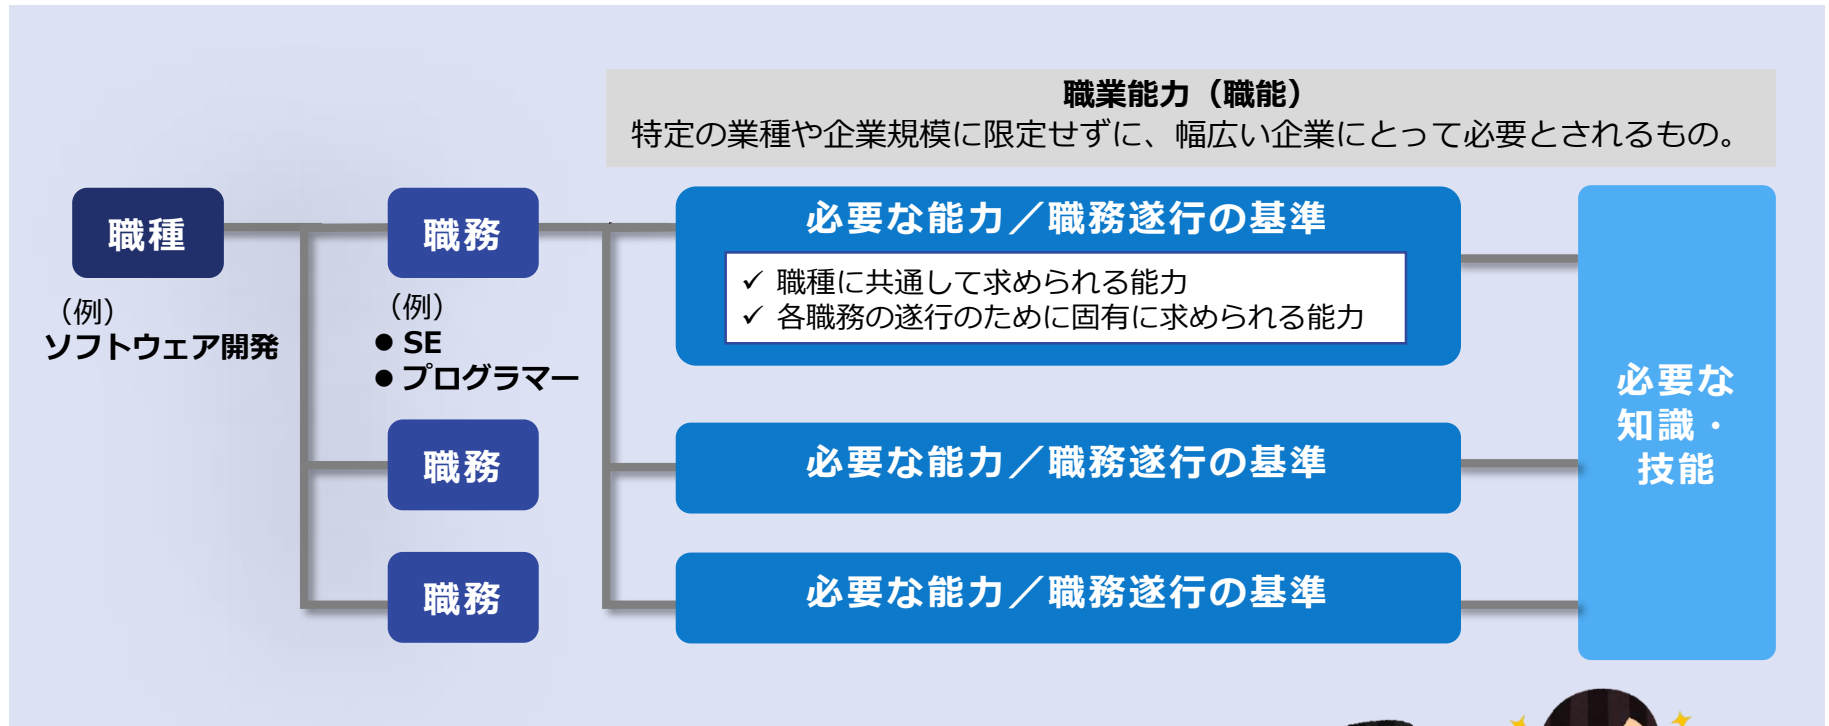 職業能力（職能）
特定の業種や企業規模に限定せずに、幅広い企業にとって必要とされるもの。
職種
（例）
ソフトウェア開発
職務
（例）
● SE
● プログラマー
必要な能力／職務遂行の基準
✓ 職種に共通して求められる能力
✓ 各職務の遂行のために固有に求められる能力
職務
必要な能力／職務遂行の基準
職務
必要な能力／職務遂行の基準
必要な
知識・
技能